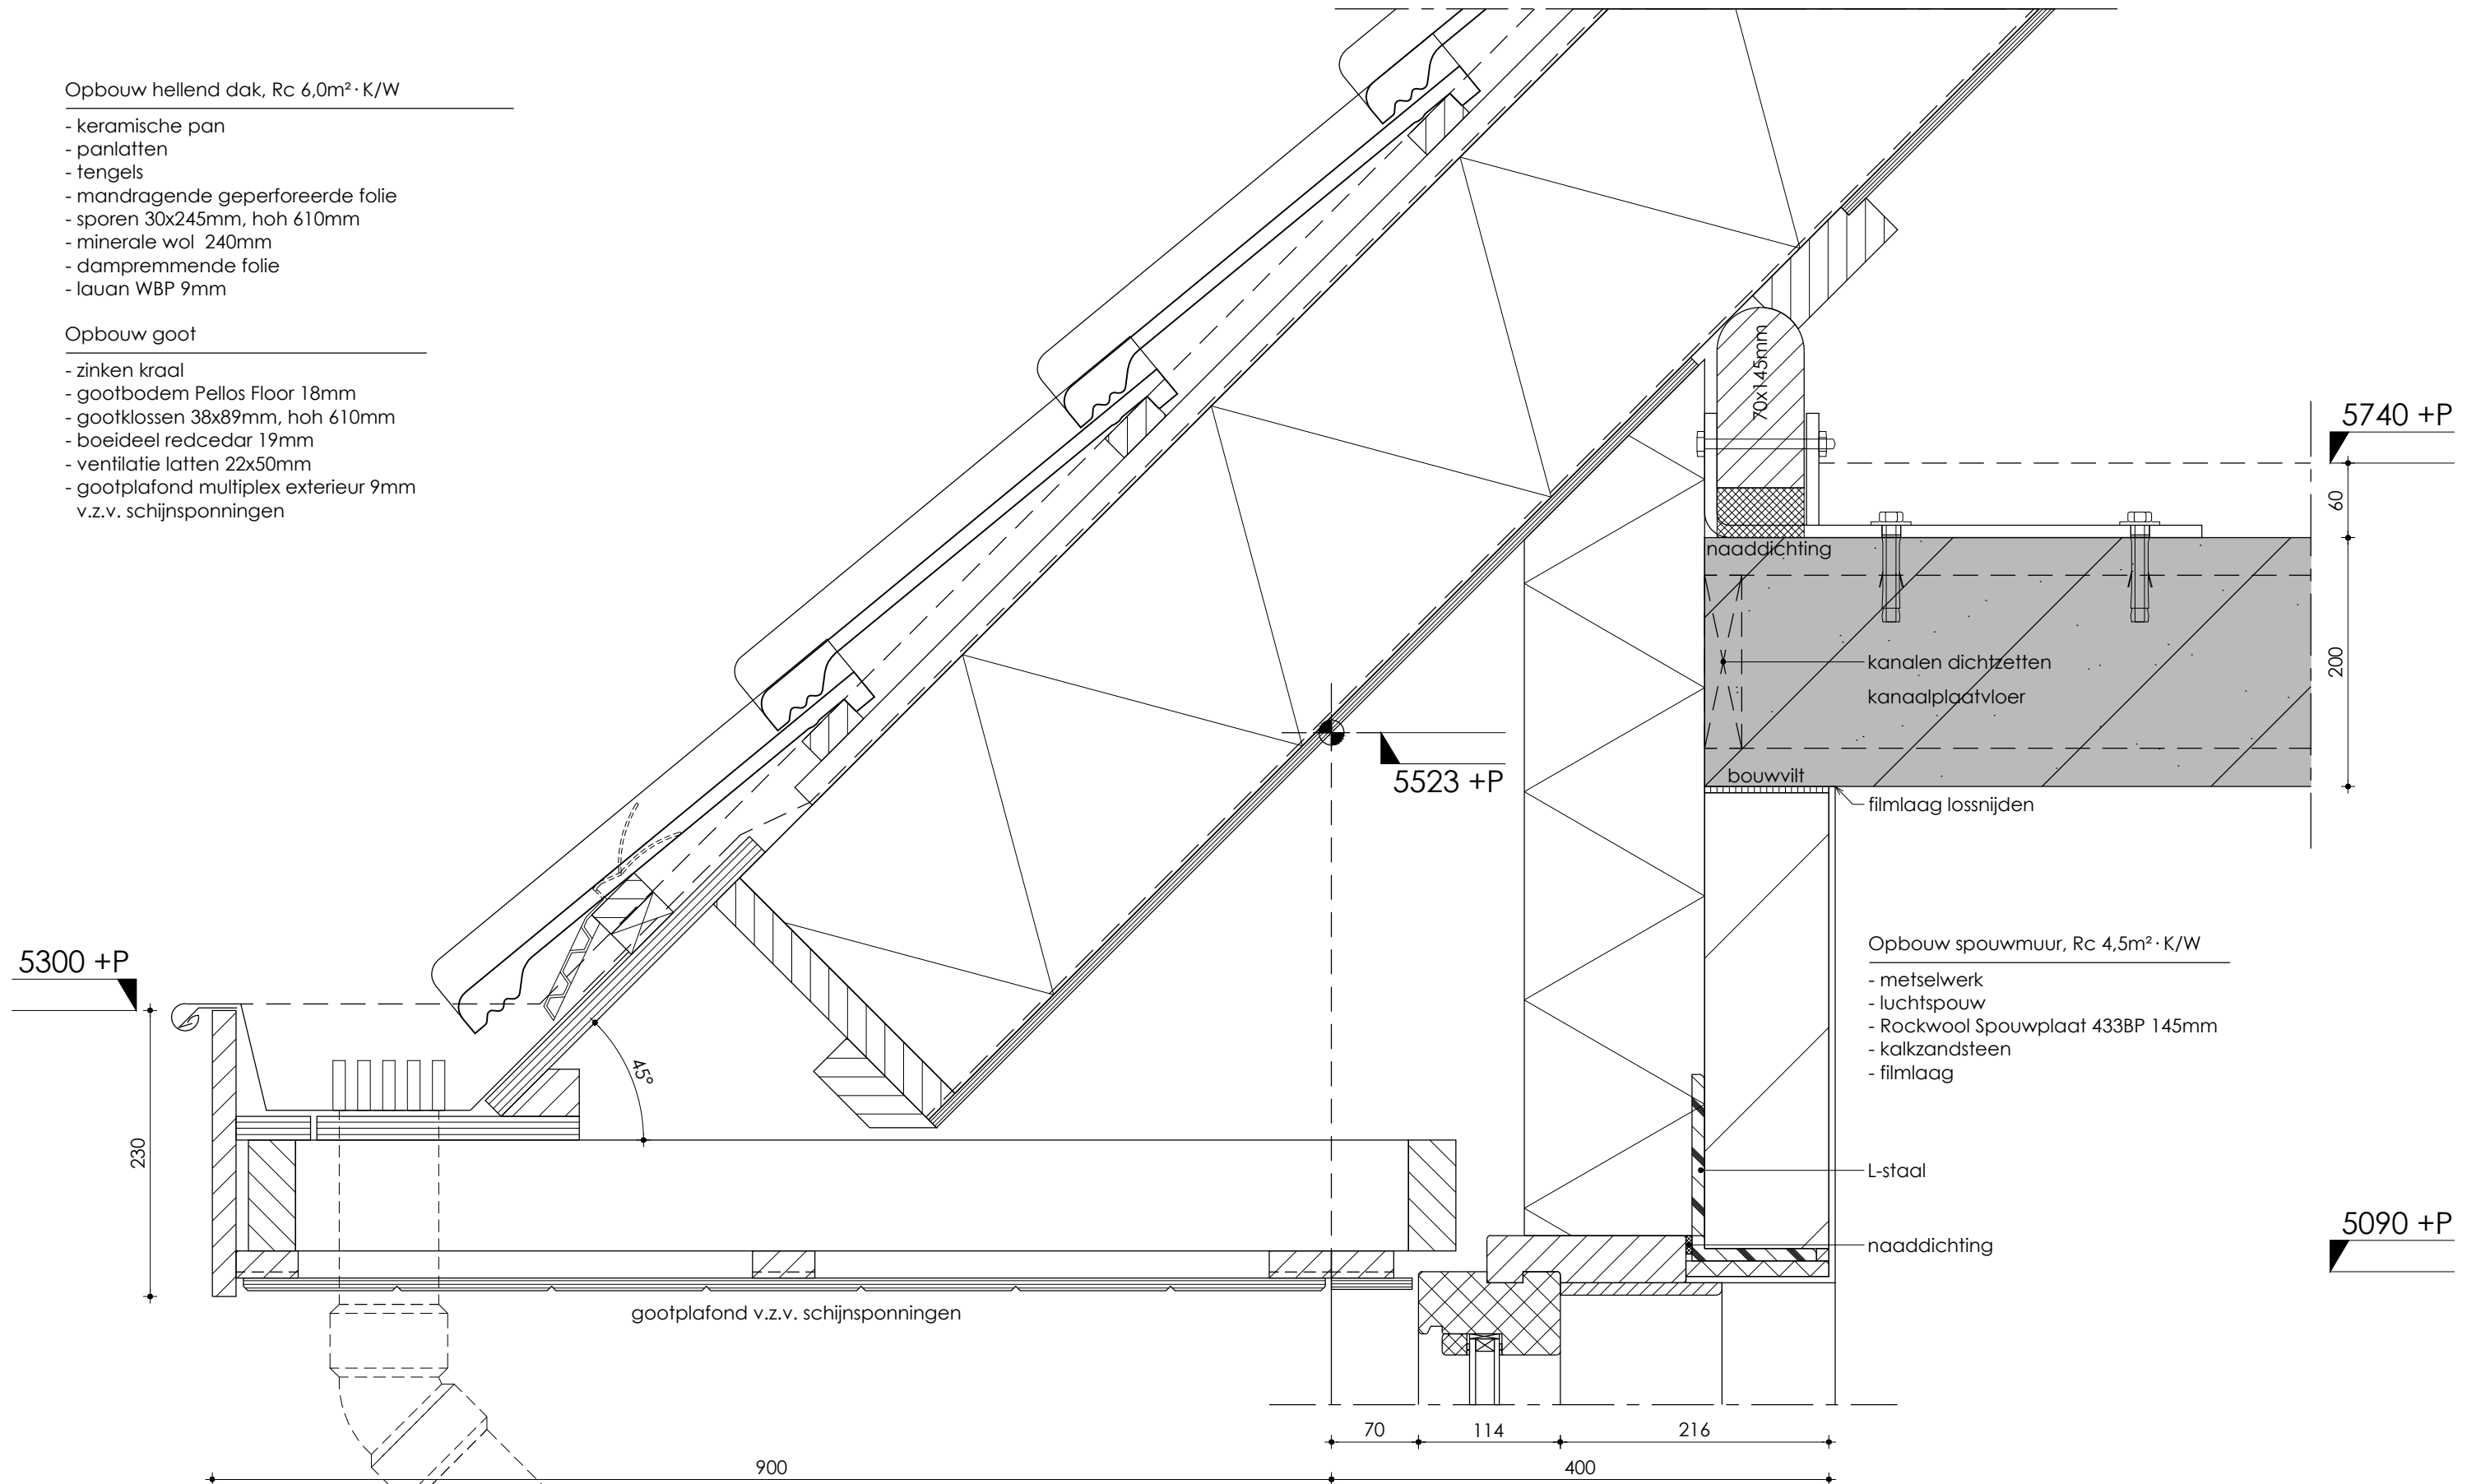 Opbouw hellend dak, Rc 6,0m²· K/W
- keramische pan
- panlatten
- tengels
- mandragende geperforeerde folie
- sporen 30x245mm, hoh 610mm
- minerale wol 240mm
- dampremmende folie
- lauan WBP 9mm
Opbouw goot
- zinken kraal
- gootbodem Pellos Floor 18mm
- gootklossen 38x89mm, hoh 610mm
- boeideel redcedar 19mm
- ventilatie latten 22x50mm
- gootplafond multiplex exterieur 9mm
v.z.v. schijnsponningen
70x145mm
5740 +P
60
naaddichting
200
kanalen dichtzetten
kanaalplaatvloer
5523 +P
bouwvilt
filmlaag lossnijden
Opbouw spouwmuur, Rc 4,5m²· K/W
- metselwerk
- luchtspouw
- Rockwool Spouwplaat 433BP 145mm
- kalkzandsteen
- filmlaag
5300 +P
45°
230
L-staal
5090 +P
naaddichting
gootplafond v.z.v. schijnsponningen
70
114
216
900
400